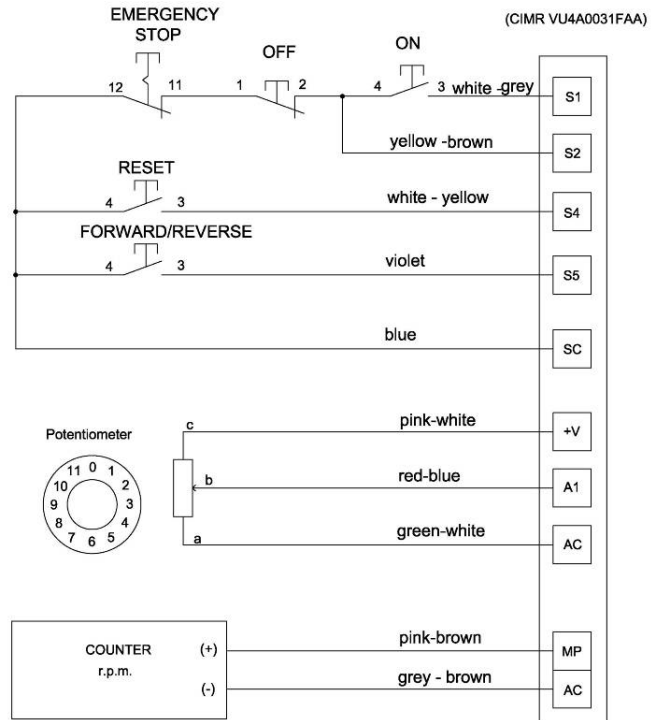 EMERGENCY
STOP
(CIMR VU4A0031FAA)
OFF
ON
12 11 1 2 4 3 white -grey S1
yellow -brown S2
RESET
4 3 white - yellow S4
FORWARD/REVERSE
4 3 violet S5
blue SC
Potentiometer
c pink-white +V
11 0 1
10 2
9 3
8 4
7 6 5
b red-blue A1
a green-white AC
COUNTER (+) pink-brown MP
r.p.m.
(-) grey - brown AC